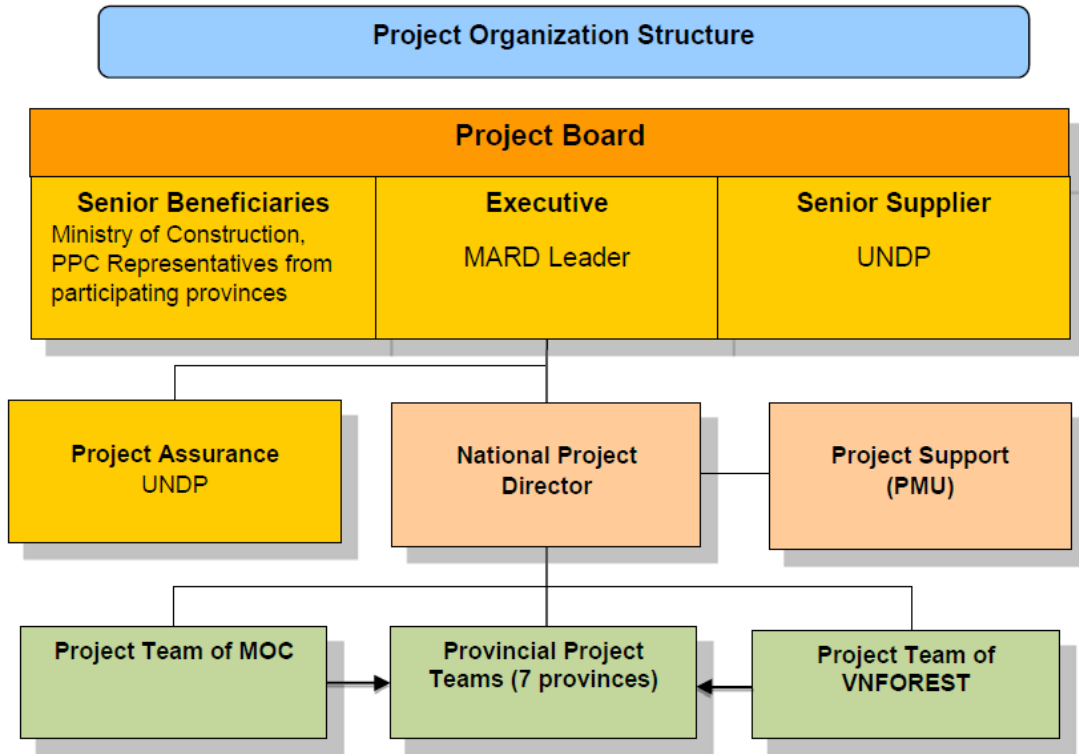 Project Organization Structure
Project Board
Senior Beneficiaries
Ministry of Construction,
PPC Representatives from
participating provinces
Executive
MARD Leader
Senior Supplier
UNDP
Project Assurance
UNDP
National Project
Director
Project Support
(PMU)
Project Team of MOC
Provincial Project
Teams (7 provinces)
Project Team of
VNFOREST